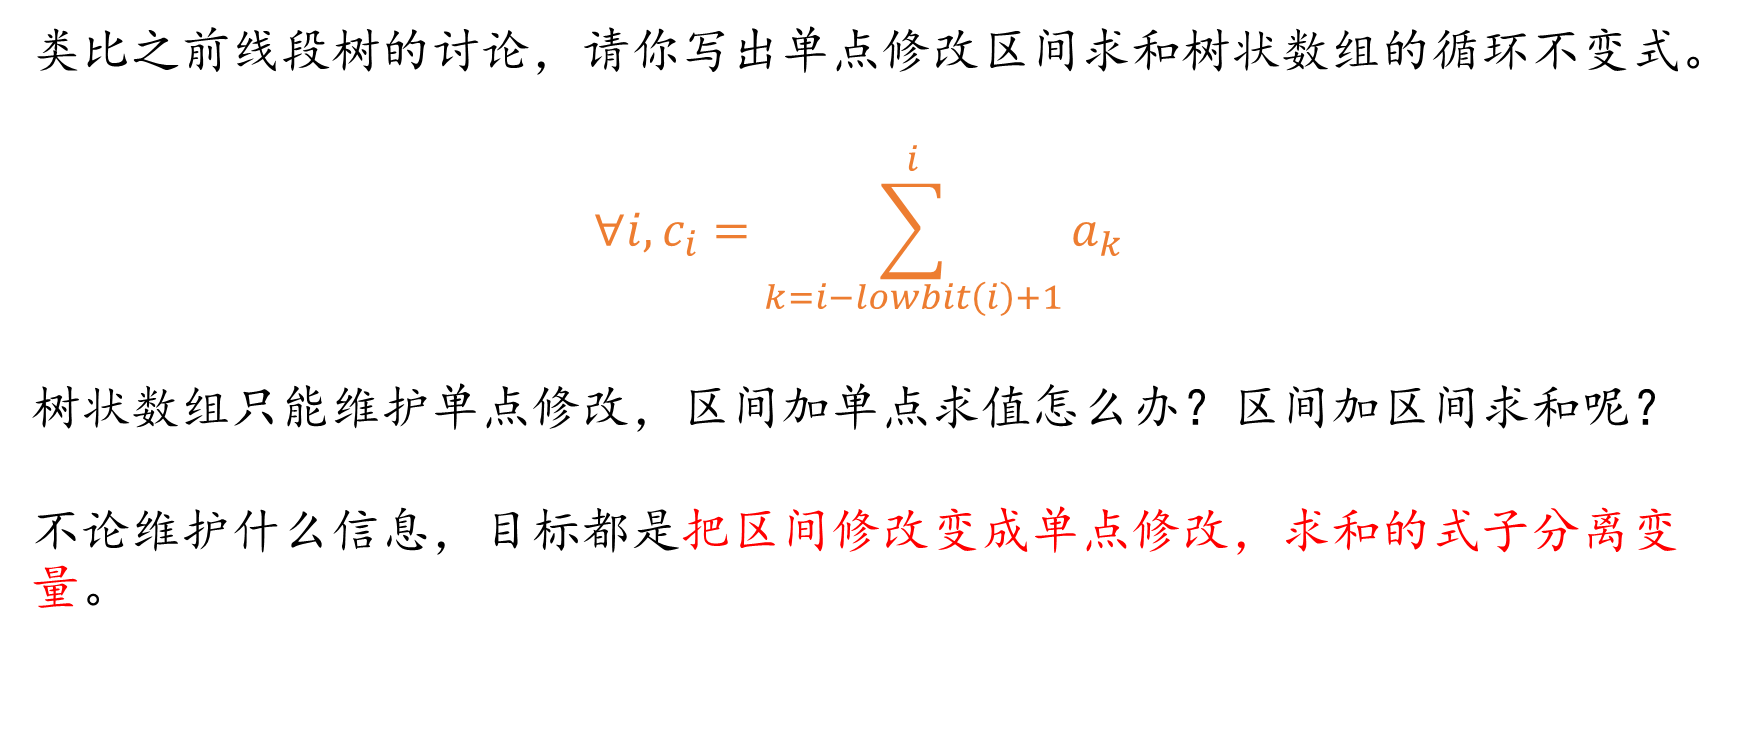 类比之前线段树的讨论，请你写出单点修改区间求和树状数组的循环不变式。
∀i, c_i = \sum_{k=i-lowbit(i)+1}^{i} a_k
树状数组只能维护单点修改，区间加单点求值怎么办？区间加区间求和呢？
不论维护什么信息，目标都是把区间修改变成单点修改，求和的式子分离变
量。